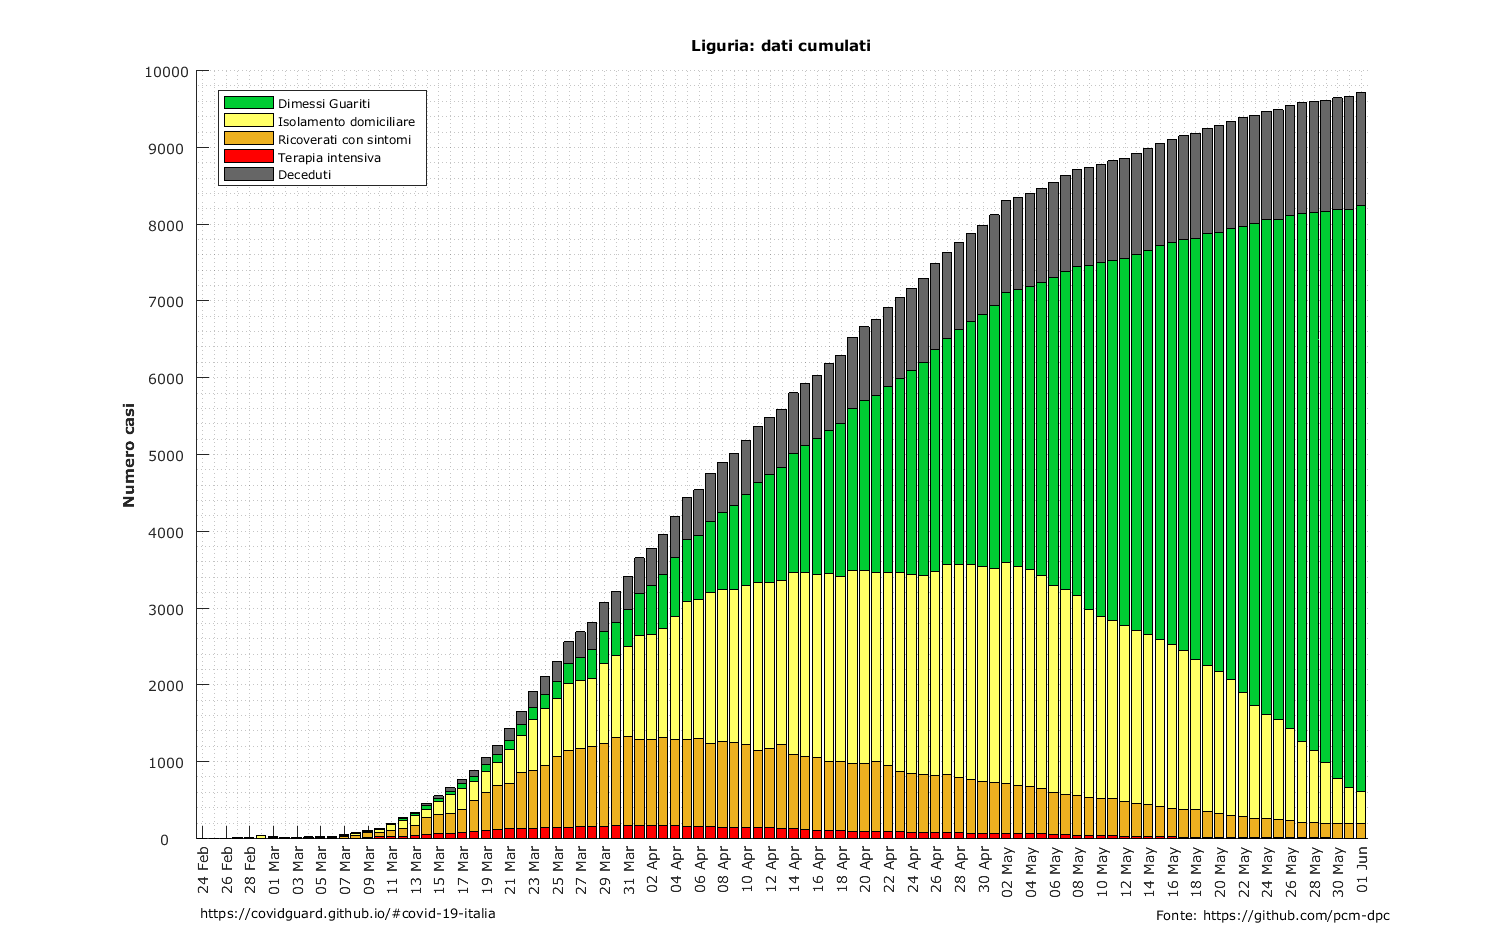 Liguria: dati cumulati
10000
9000
8000
7000
6000
5000
4000
3000
2000
1000
0
Numero casi
Dimessi Guariti
Isolamento domiciliare
Ricoverati con sintomi
Terapia intensiva
Deceduti
24 Feb
26 Feb
28 Feb
01 Mar
03 Mar
05 Mar
07 Mar
09 Mar
11 Mar
13 Mar
15 Mar
17 Mar
19 Mar
21 Mar
23 Mar
25 Mar
27 Mar
29 Mar
31 Mar
02 Apr
04 Apr
06 Apr
08 Apr
10 Apr
12 Apr
14 Apr
16 Apr
18 Apr
20 Apr
22 Apr
24 Apr
26 Apr
28 Apr
30 Apr
02 May
04 May
06 May
08 May
10 May
12 May
14 May
16 May
18 May
20 May
22 May
24 May
26 May
28 May
30 May
01 Jun
https://covidguard.github.io/#covid-19-italia
Fonte: https://github.com/pcm-dpc